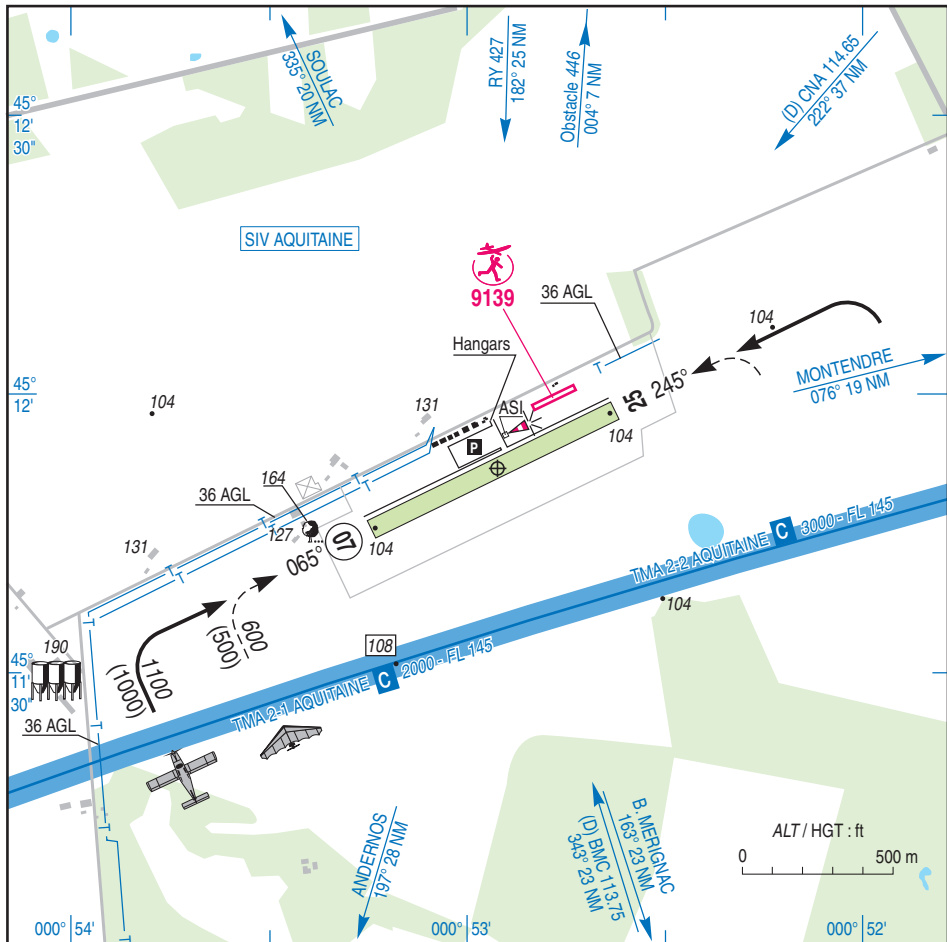 SOULAC
335° 20 NM
RY 427
182° 25 NM
Obstacle 446
004° 7 NM
(D) CNA 114.65
222° 37 NM
45°
12'
30"
SIV AQUITAINE
9139
36 AGL
Hangars
104
MONTENDRE
076° 19 NM
45°
12'
104
131
ASI
25
245°
P
104
164
36 AGL
127
065°
07
104
131
TMA 2-2 AQUITAINE C 3000 - FL 145
104
600
(500)
190
108
1100
(1000)
45°
11'
30"
TMA 2-1 AQUITAINE C 2000 - FL 145
36 AGL
ANDERNOS
197° 28 NM
B. MERIGNAC
163° 23 NM
(D) BMC 113.75
343° 23 NM
ALT / HGT : ft
0 500 m
000° 54' 000° 53' 000° 52'